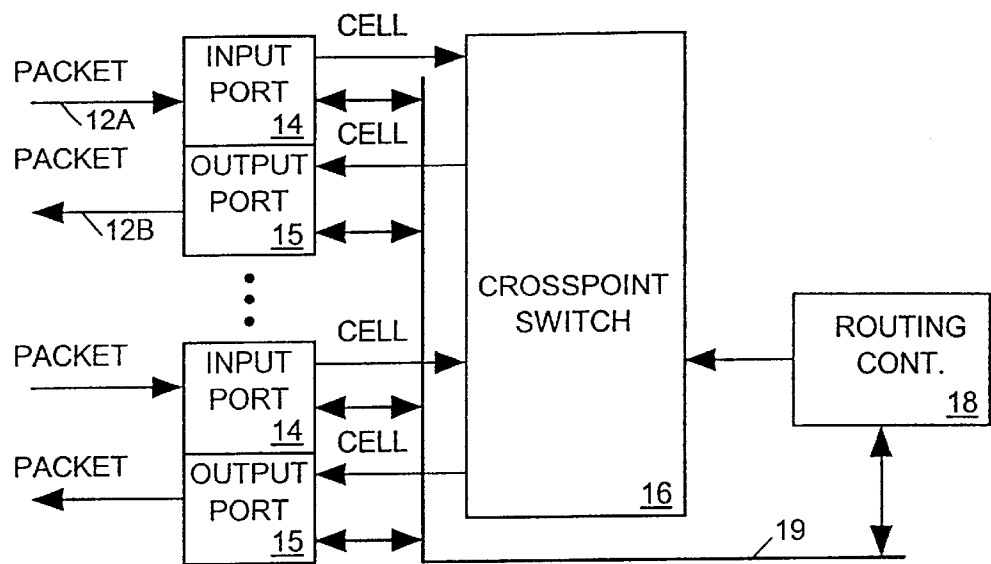 CELL
PACKET
INPUT
PORT
14
12A
CELL
PACKET
OUTPUT
PORT
15
12B
CROSSPOINT
SWITCH
16
ROUTING
CONT.
18
CELL
PACKET
INPUT
PORT
14
CELL
PACKET
OUTPUT
PORT
15
19